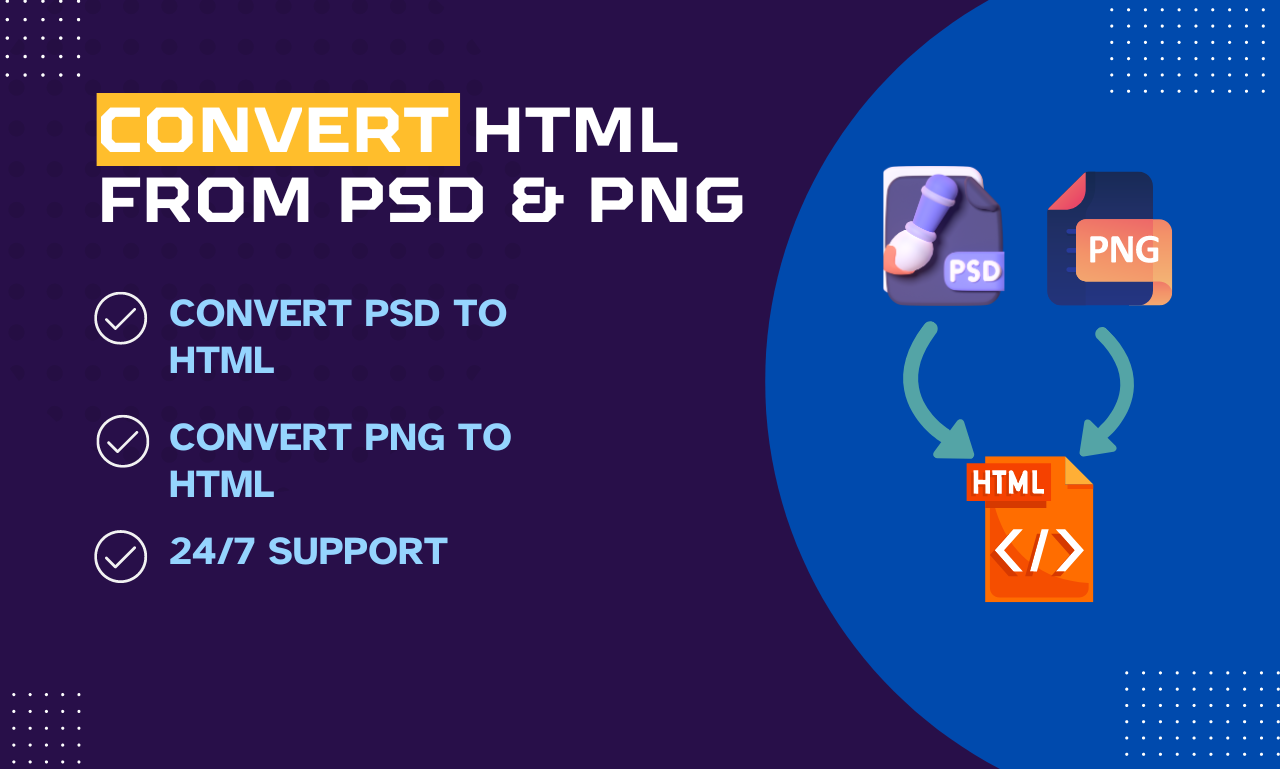 CONVERT HTML
FROM PSD & PNG
CONVERT PSD TO
HTML
CONVERT PNG TO
HTML
24/7 SUPPORT
PSD
PNG
HTML
</>